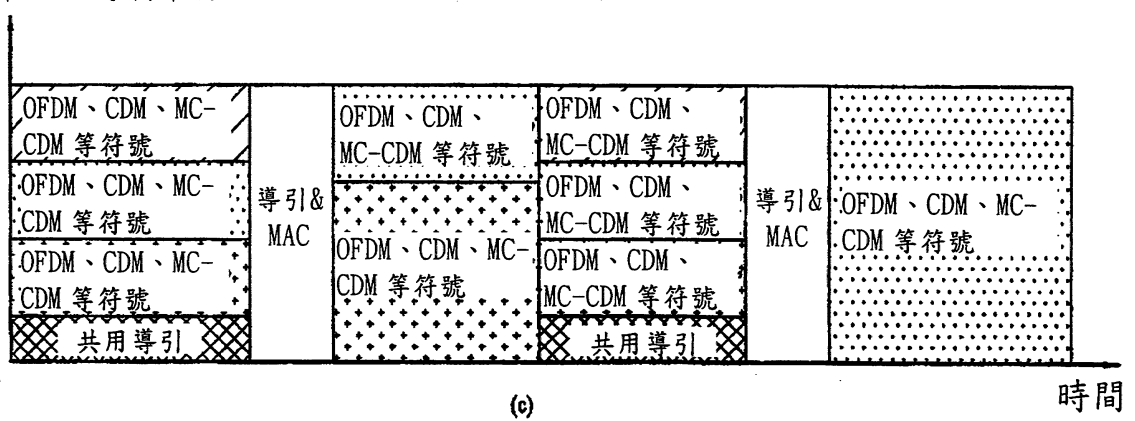 OFDM、CDM、MC-
CDM 等符號
OFDM、CDM、MC-
CDM 等符號
OFDM、CDM、MC-
CDM 等符號
共用導引
導引&
MAC
OFDM、CDM、
MC-CDM 等符號
OFDM、CDM、MC-
CDM 等符號
OFDM、CDM、
MC-CDM 等符號
OFDM、CDM、
MC-CDM 等符號
OFDM、CDM、
MC-CDM 等符號
共用導引
導引&
MAC
OFDM、CDM、MC-
CDM 等符號
時間
(c)